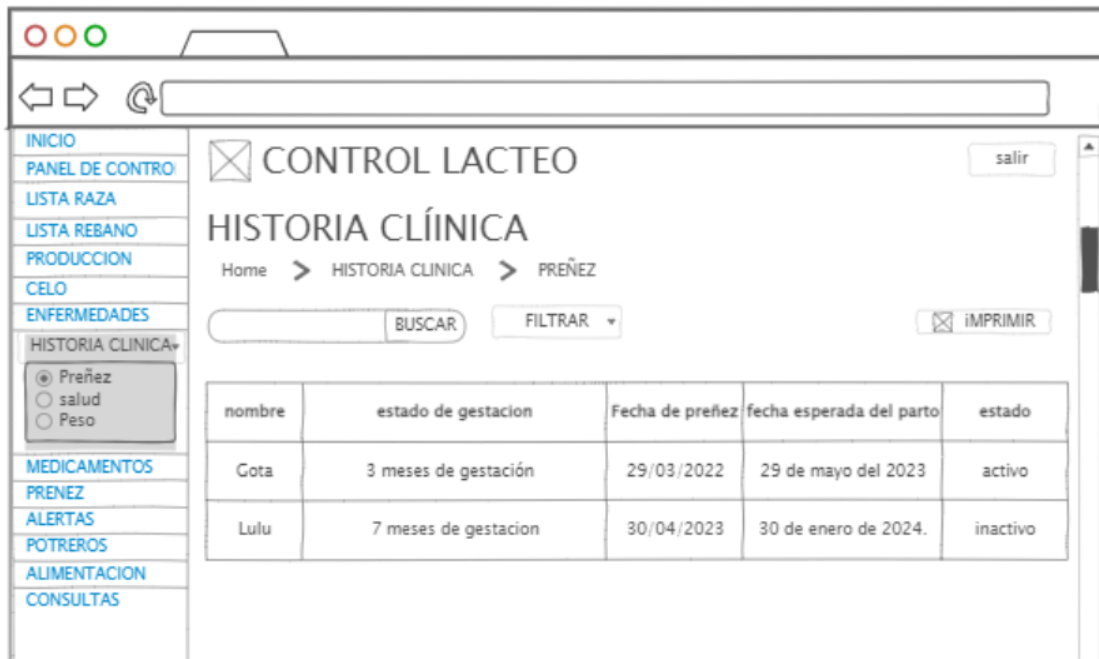 INICIO
PANEL DE CONTRO
LISTA RAZA
LISTA REBANO
PRODUCCION
CELO
ENFERMEDADES
HISTORIA CLINICA
Preñez
salud
Peso
MEDICAMENTOS
PRENEZ
ALERTAS
POTREROS
ALIMENTACION
CONSULTAS
CONTROL LACTEO
salir
HISTORIA CLÍINICA
Home > HISTORIA CLINICA > PREÑEZ
BUSCAR FILTRAR iMPRIMIR
nombre estado de gestacion Fecha de preñez fecha esperada del parto estado
Gota 3 meses de gestación 29/03/2022 29 de mayo del 2023 activo
Lulu 7 meses de gestacion 30/04/2023 30 de enero de 2024. inactivo